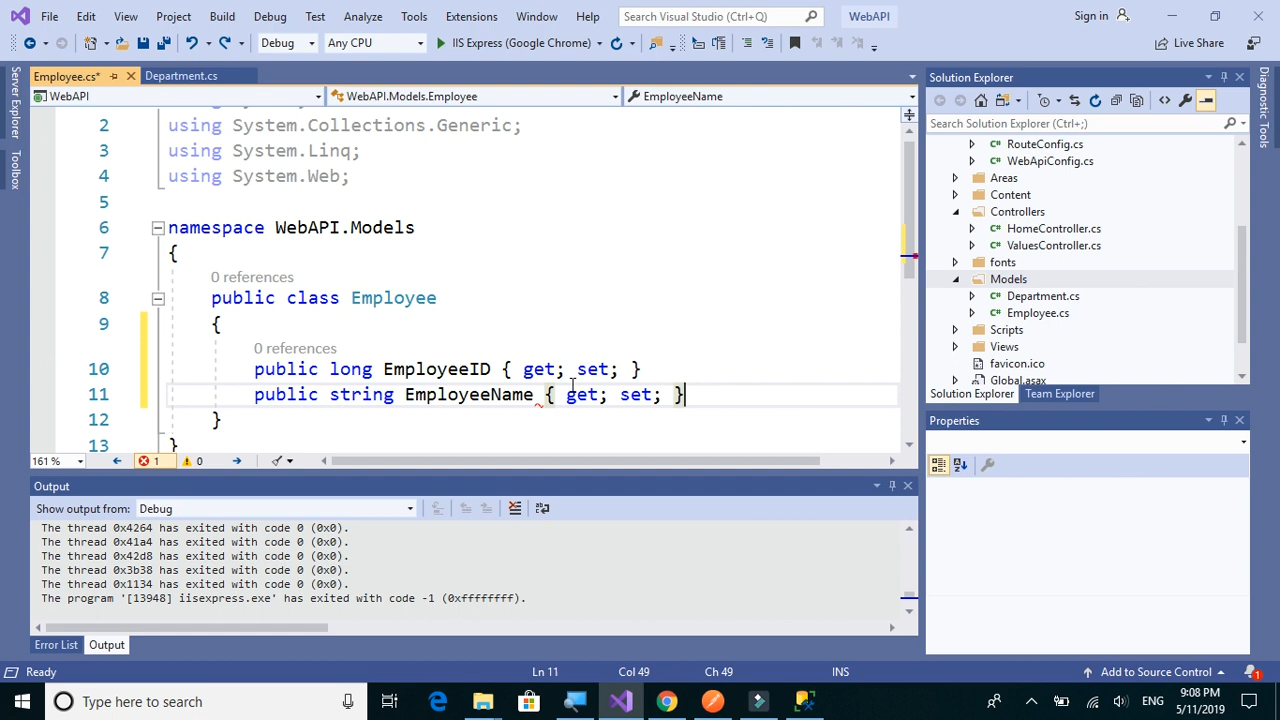 File Edit View Project Build Debug Test Analyze Tools Extensions Window Help Search Visual Studio (Ctrl+Q) WebAPI Sign in
Debug Any CPU IIS Express (Google Chrome) Live Share
Server Explorer
Toolbox
Employee.cs* Department.cs
WebAPI WebAPI.Models.Employee EmployeeName
2
3
4
5
6
7
8
9
10
11
12
13
using System.Collections.Generic;
using System.Linq;
using System.Web;
namespace WebAPI.Models
{
0 references
public class Employee
{
0 references
public long EmployeeID { get; set; }
public string EmployeeName { get; set; }
}
}
161 % 1 0
Output
Show output from: Debug
The thread 0x4264 has exited with code 0 (0x0).
The thread 0x41a4 has exited with code 0 (0x0).
The thread 0x42d8 has exited with code 0 (0x0).
The thread 0x3b38 has exited with code 0 (0x0).
The thread 0x1134 has exited with code 0 (0x0).
The program '[13948] iisexpress.exe' has exited with code -1 (0xffffffff).
Error List Output
Solution Explorer
Search Solution Explorer (Ctrl+;)
C# RouteConfig.cs
C# WebApiConfig.cs
Areas
Content
Controllers
C# HomeController.cs
C# ValuesController.cs
fonts
Models
C# Department.cs
C# Employee.cs
Scripts
Views
favicon.ico
Global.asax
Solution Explorer Team Explorer
Properties
Diagnostic Tools
Ready Ln 11 Col 49 Ch 49 INS Add to Source Control 1
Type here to search ENG 9:08 PM
5/11/2019